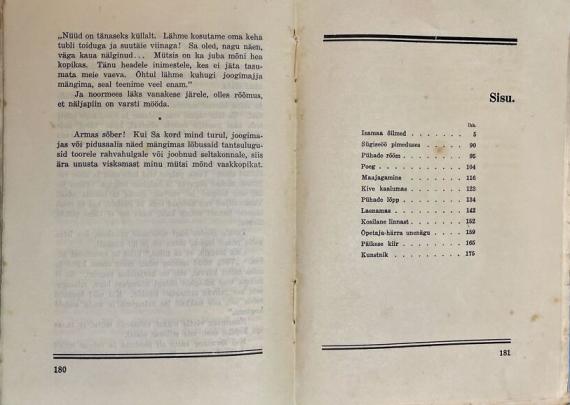 „Nüüd on tänaseks küllalt. Lähme kosutame oma keha
tubli toiduga ja suutäie viinaga! Sa oled, nagu näen,
väga kaua nälginud... Mütsis on ka juba mõni hea
kopikas. Tänu headele inimestele, kes ei jäta tasu-
mata meie vaeva. Õhtul lähme kuhugi joogimajja
mängima, seal teenime veel enam."
Ja noormees läks vanakese järele, olles rõõmus,
et näljapiin on varsti mööda.
*
Armas sõber! Kui Sa kord mind turul, joogima-
jas või pidusaalis näed mängimas lõbusaid tantsulugu-
sid toorele rahvahulgale või joobnud seltskonnale, siis
ära unusta viskamast minu mütsi mõnd vaskkopikat.
180
Sisu.
Lhk.
Isamaa õilmed . . . . . . . 5
Sügisöö pimeduses . . . . . 90
Pühade rõõm . . . . . . . . 95
Poeg . . . . . . . . . . . 104
Maajagamine . . . . . . . . 116
Kive kaalumas . . . . . . . 123
Pühade lõpp . . . . . . . . 134
Laenamas . . . . . . . . . 142
Kosilane linnast . . . . . . 152
Õpetaja-härra unenägu . . . . 159
Päikese kiir . . . . . . . . 165
Kunstnik . . . . . . . . . 175
181